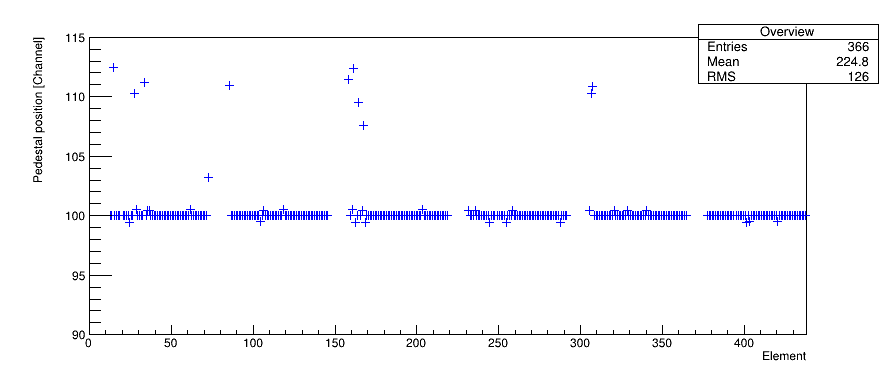 Overview
Entries 366
Mean 224.8
RMS 126
Pedestal position [Channel]
115
110
105
100
95
90
0 50 100 150 200 250 300 350 400
Element